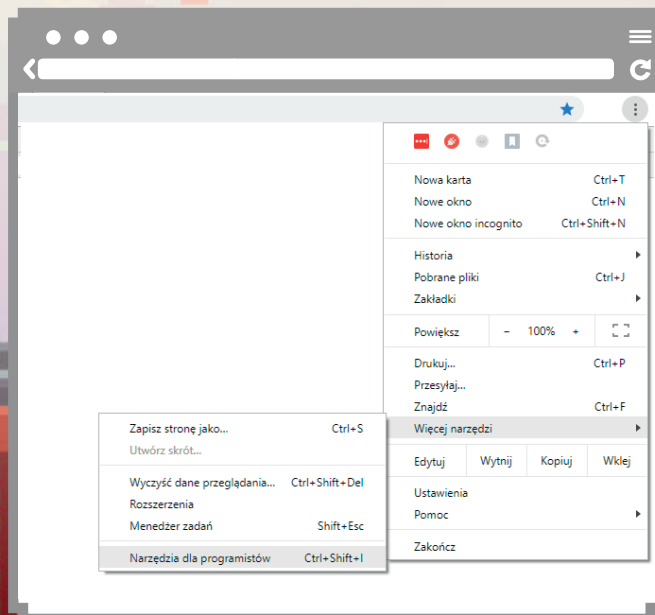 Nowa karta Ctrl+T
Nowe okno Ctrl+N
Nowe okno incognito Ctrl+Shift+N
Historia
Pobrane pliki Ctrl+J
Zakładki
Powiększ - 100% +
Drukuj... Ctrl+P
Przesyłaj...
Znajdź Ctrl+F
Więcej narzędzi
Edytuj Wytnij Kopiuj Wklej
Ustawienia
Pomoc
Zakończ
Zapisz stronę jako... Ctrl+S
Utwórz skrót...
Wyczyść dane przeglądania... Ctrl+Shift+Del
Rozszerzenia
Menedżer zadań Shift+Esc
Narzędzia dla programistów Ctrl+Shift+I